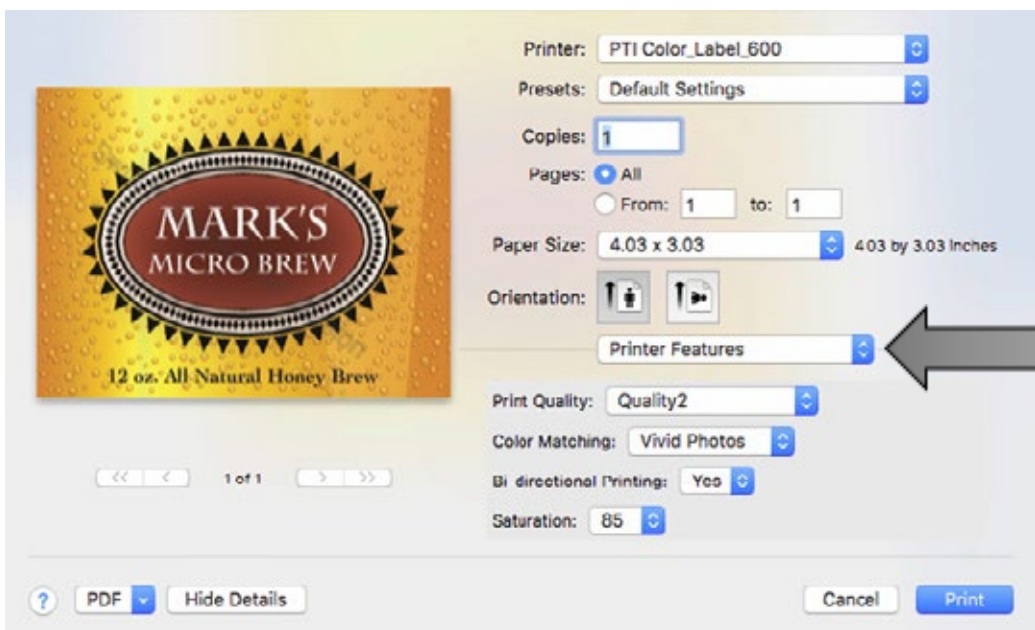 Printer: PTI Color_Label_600
Presets: Default Settings
Copies: 1
Pages: All
From: 1 to: 1
Paper Size: 4.03 x 3.03 4.03 by 3.03 Inches
Orientation:
Printer Features
MARK'S
MICRO BREW
12 oz. All Natural Honey Brew
Print Quality: Quality2
Color Matching: Vivid Photos
Bi directional Printing: Yes
Saturation: 85
<< < 1 of 1 > >>
? PDF Hide Details Cancel Print